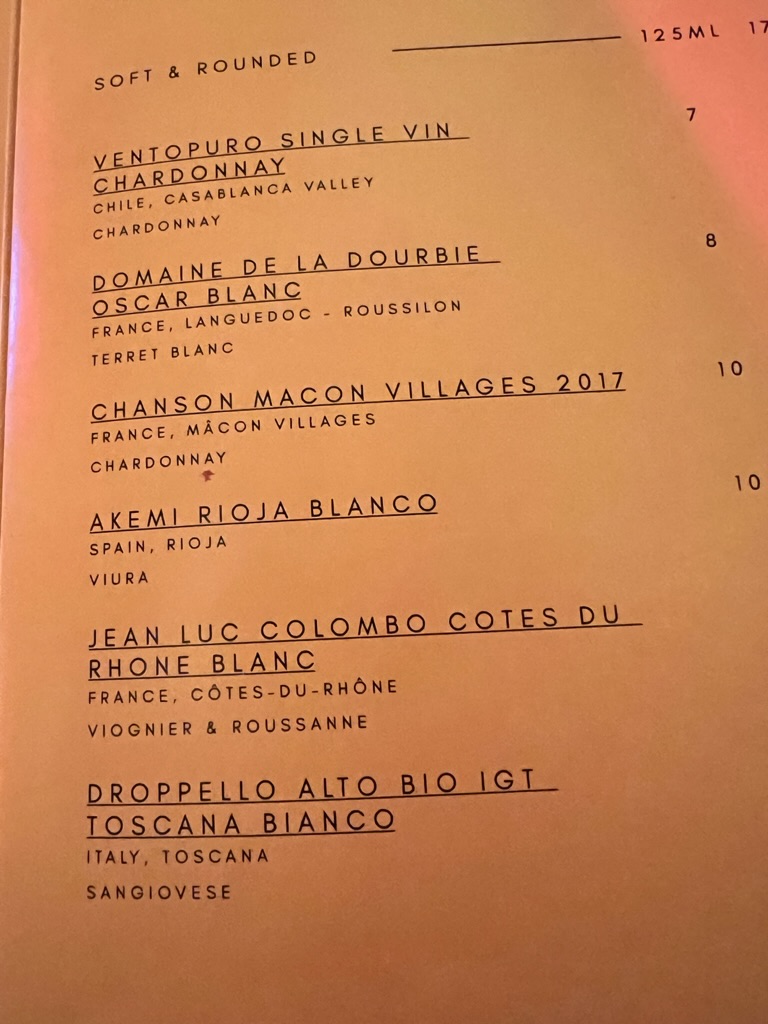 SOFT & ROUNDED 125ML 17
VENTOPURO SINGLE VIN 7
CHARDONNAY
CHILE, CASABLANCA VALLEY
CHARDONNAY
DOMAINE DE LA DOURBIE 8
OSCAR BLANC
FRANCE, LANGUEDOC - ROUSSILON
TERRET BLANC
CHANSON MACON VILLAGES 2017 10
FRANCE, MÂCON VILLAGES
CHARDONNAY
AKEMI RIOJA BLANCO 10
SPAIN, RIOJA
VIURA
JEAN LUC COLOMBO COTES DU
RHONE BLANC
FRANCE, CÔTES-DU-RHÔNE
VIOGNIER & ROUSSANNE
DROPPELLO ALTO BIO IGT
TOSCANA BIANCO
ITALY, TOSCANA
SANGIOVESE